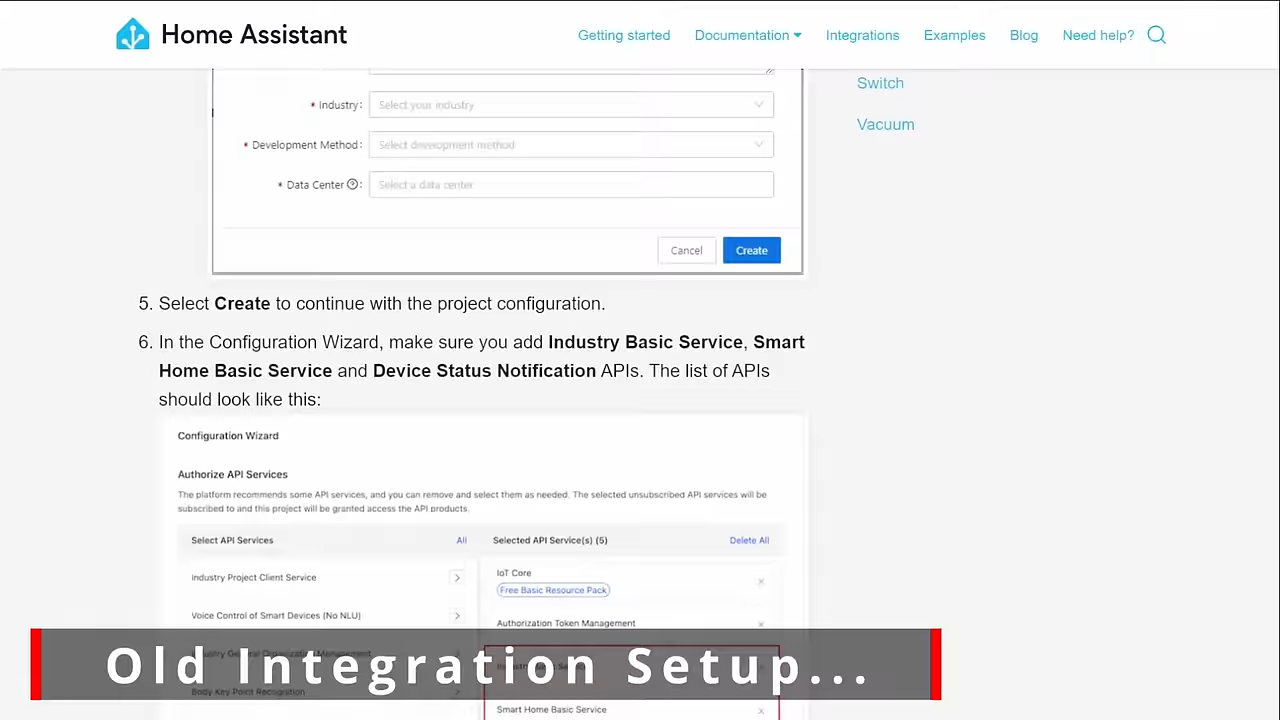 Home Assistant
Getting started Documentation Integrations Examples Blog Need help?
Switch
Vacuum
* Industry: Select your industry
* Development Method: Select development method
* Data Center ?: Select a data center
Cancel Create
5. Select Create to continue with the project configuration.
6. In the Configuration Wizard, make sure you add Industry Basic Service, Smart
Home Basic Service and Device Status Notification APIs. The list of APIs
should look like this:
Configuration Wizard
Authorize API Services
The platform recommends some API services, and you can remove and select them as needed. The selected unsubscribed API services will be
subscribed to and this project will be granted access the API products.
Select API Services All Selected API Service(s) (5) Delete All
Industry Project Client Service
IoT Core
Free Basic Resource Pack
Voice Control of Smart Devices (No NLU)
Authorization Token Management
Old Integration Setup...
Body Key Point Recognition
Smart Home Basic Service